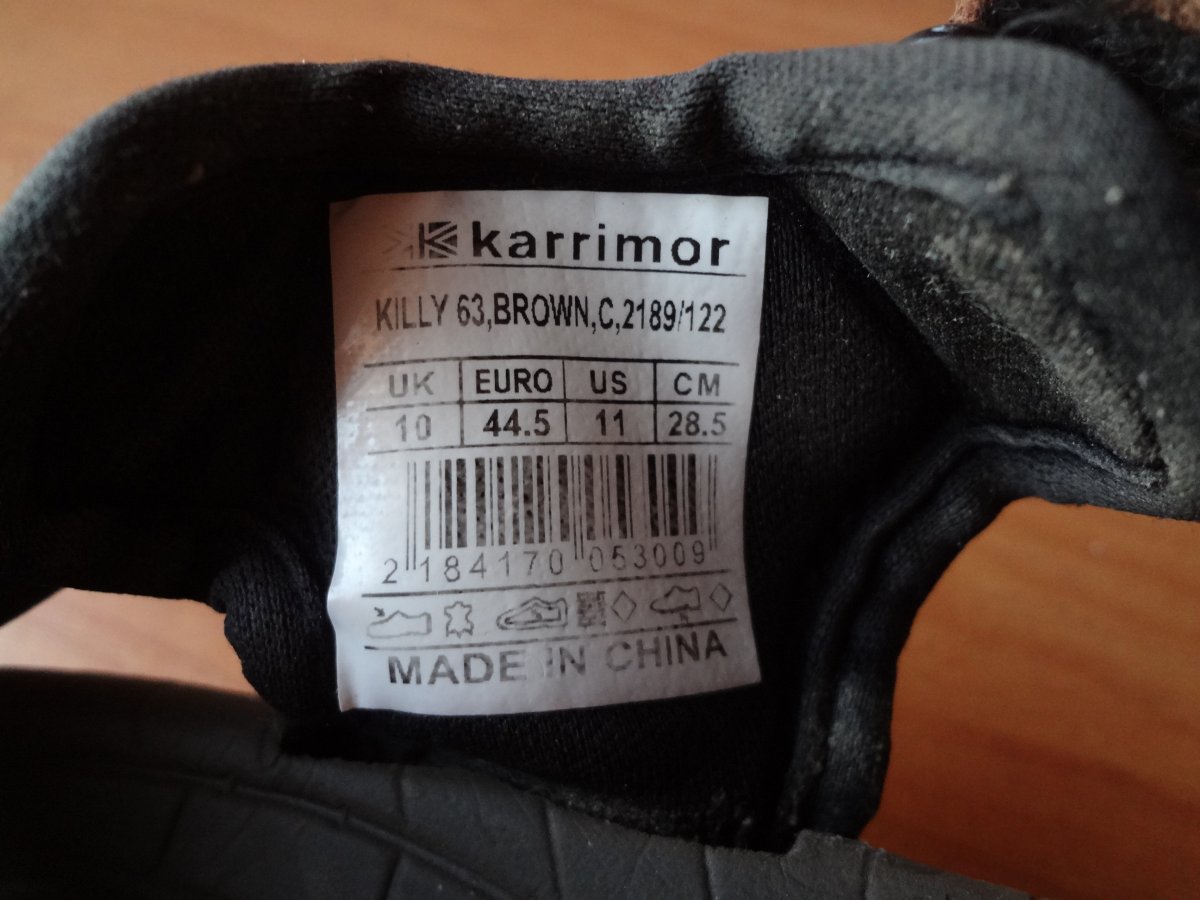 karrimor
KILLY 63,BROWN,C,2189/122
UK EURO US CM
10 44.5 11 28.5
2 184170 053009
MADE IN CHINA